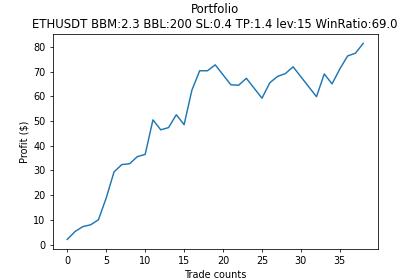 Portfolio
ETHUSDT BBM:2.3 BBL:200 SL:0.4 TP:1.4 lev:15 WinRatio:69.0
80
70
60
50
40
30
20
10
0
Profit ($)
0 5 10 15 20 25 30 35
Trade counts